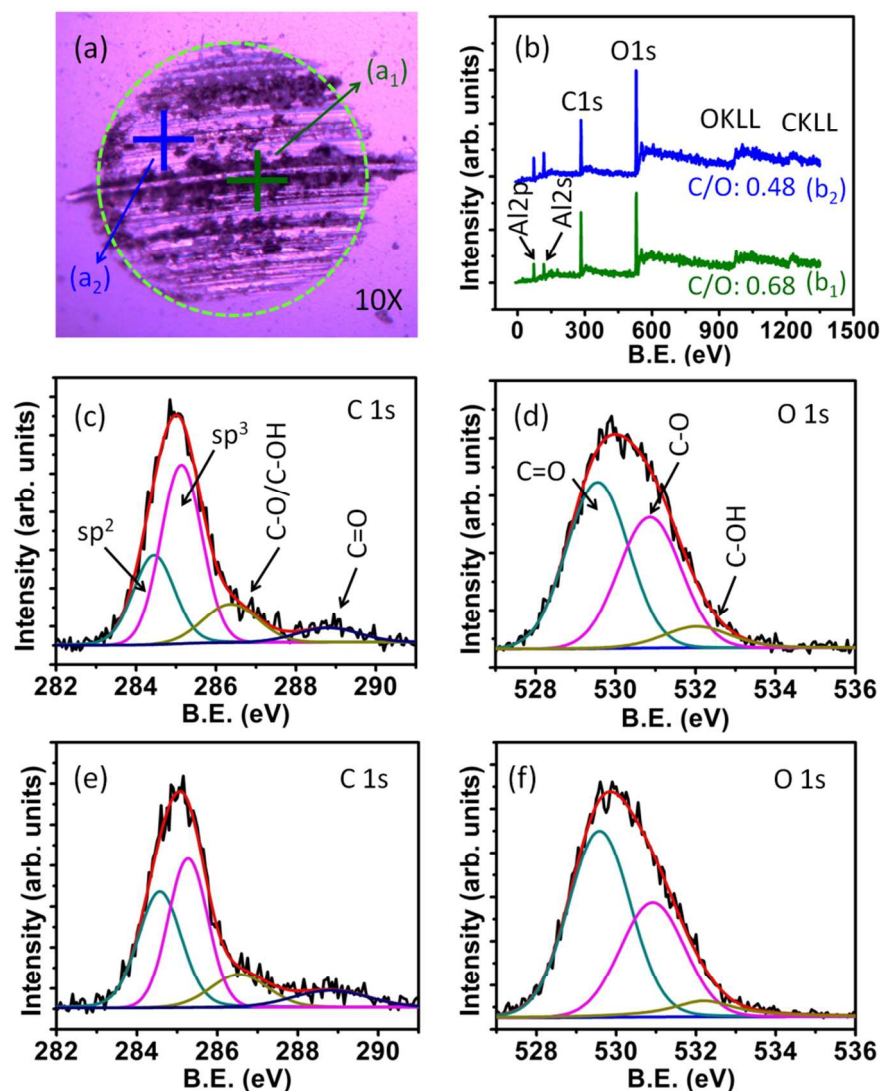 (a)
(a₁)
(a₂)
10X
(b)
Intensity (arb. units)
Al2p
Al2s
C1s
O1s
OKLL
CKLL
C/O: 0.48 (b₂)
C/O: 0.68 (b₁)
0 300 600 900 1200 1500
B.E. (eV)
(c)
C 1s
Intensity (arb. units)
sp²
sp³
C-O/C-OH
C=O
282 284 286 288 290
B.E. (eV)
(d)
O 1s
Intensity (arb. units)
C=O
C-O
C-OH
528 530 532 534 536
B.E. (eV)
(e)
C 1s
Intensity (arb. units)
282 284 286 288 290
B.E. (eV)
(f)
O 1s
Intensity (arb. units)
528 530 532 534 536
B.E. (eV)